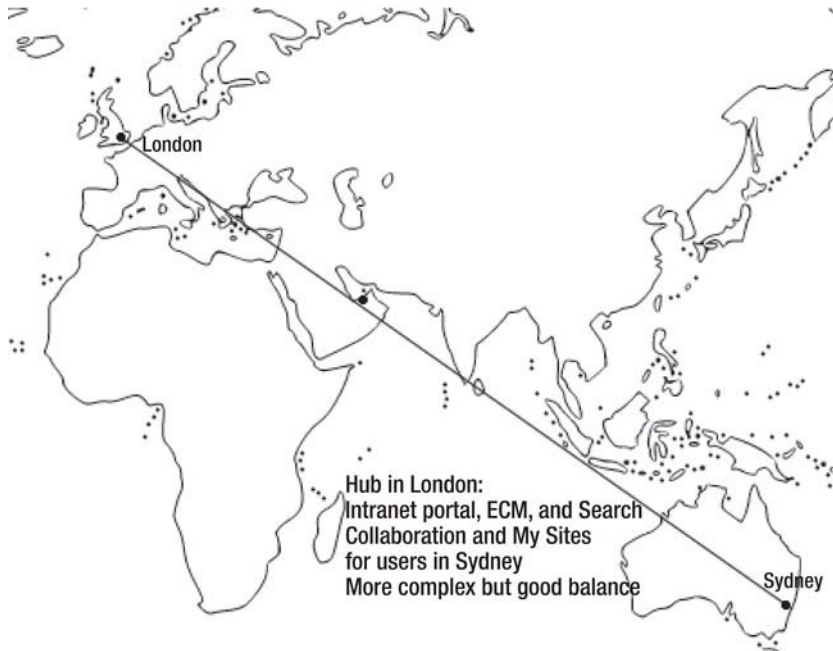 London
Hub in London:
Intranet portal, ECM, and Search
Collaboration and My Sites
for users in Sydney
More complex but good balance
Sydney